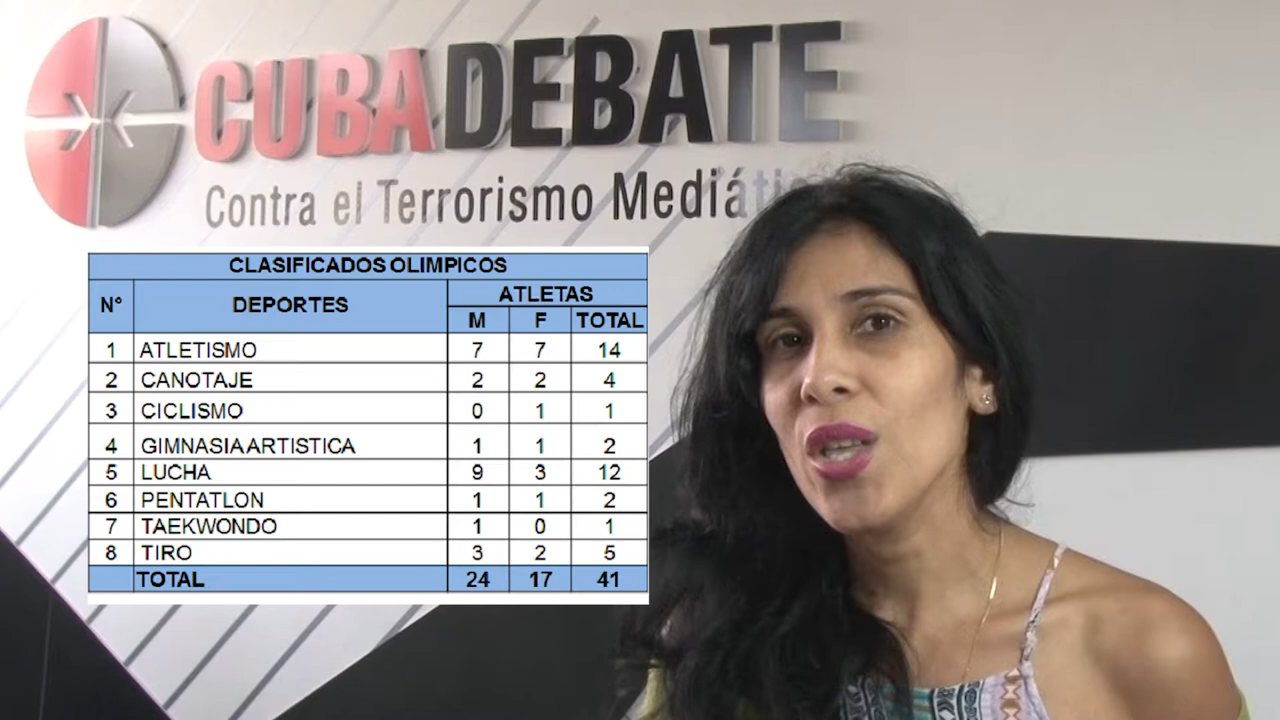 CUBADEBATE
Contra el Terrorismo
CLASIFICADOS OLIMPICOS
N° DEPORTES ATLETAS
M F TOTAL
1 ATLETISMO 7 7 14
2 CANOTAJE 2 2 4
3 CICLISMO 0 1 1
4 GIMNASIA ARTISTICA 1 1 2
5 LUCHA 9 3 12
6 PENTATLON 1 1 2
7 TAEKWONDO 1 0 1
8 TIRO 3 2 5
TOTAL 24 17 41